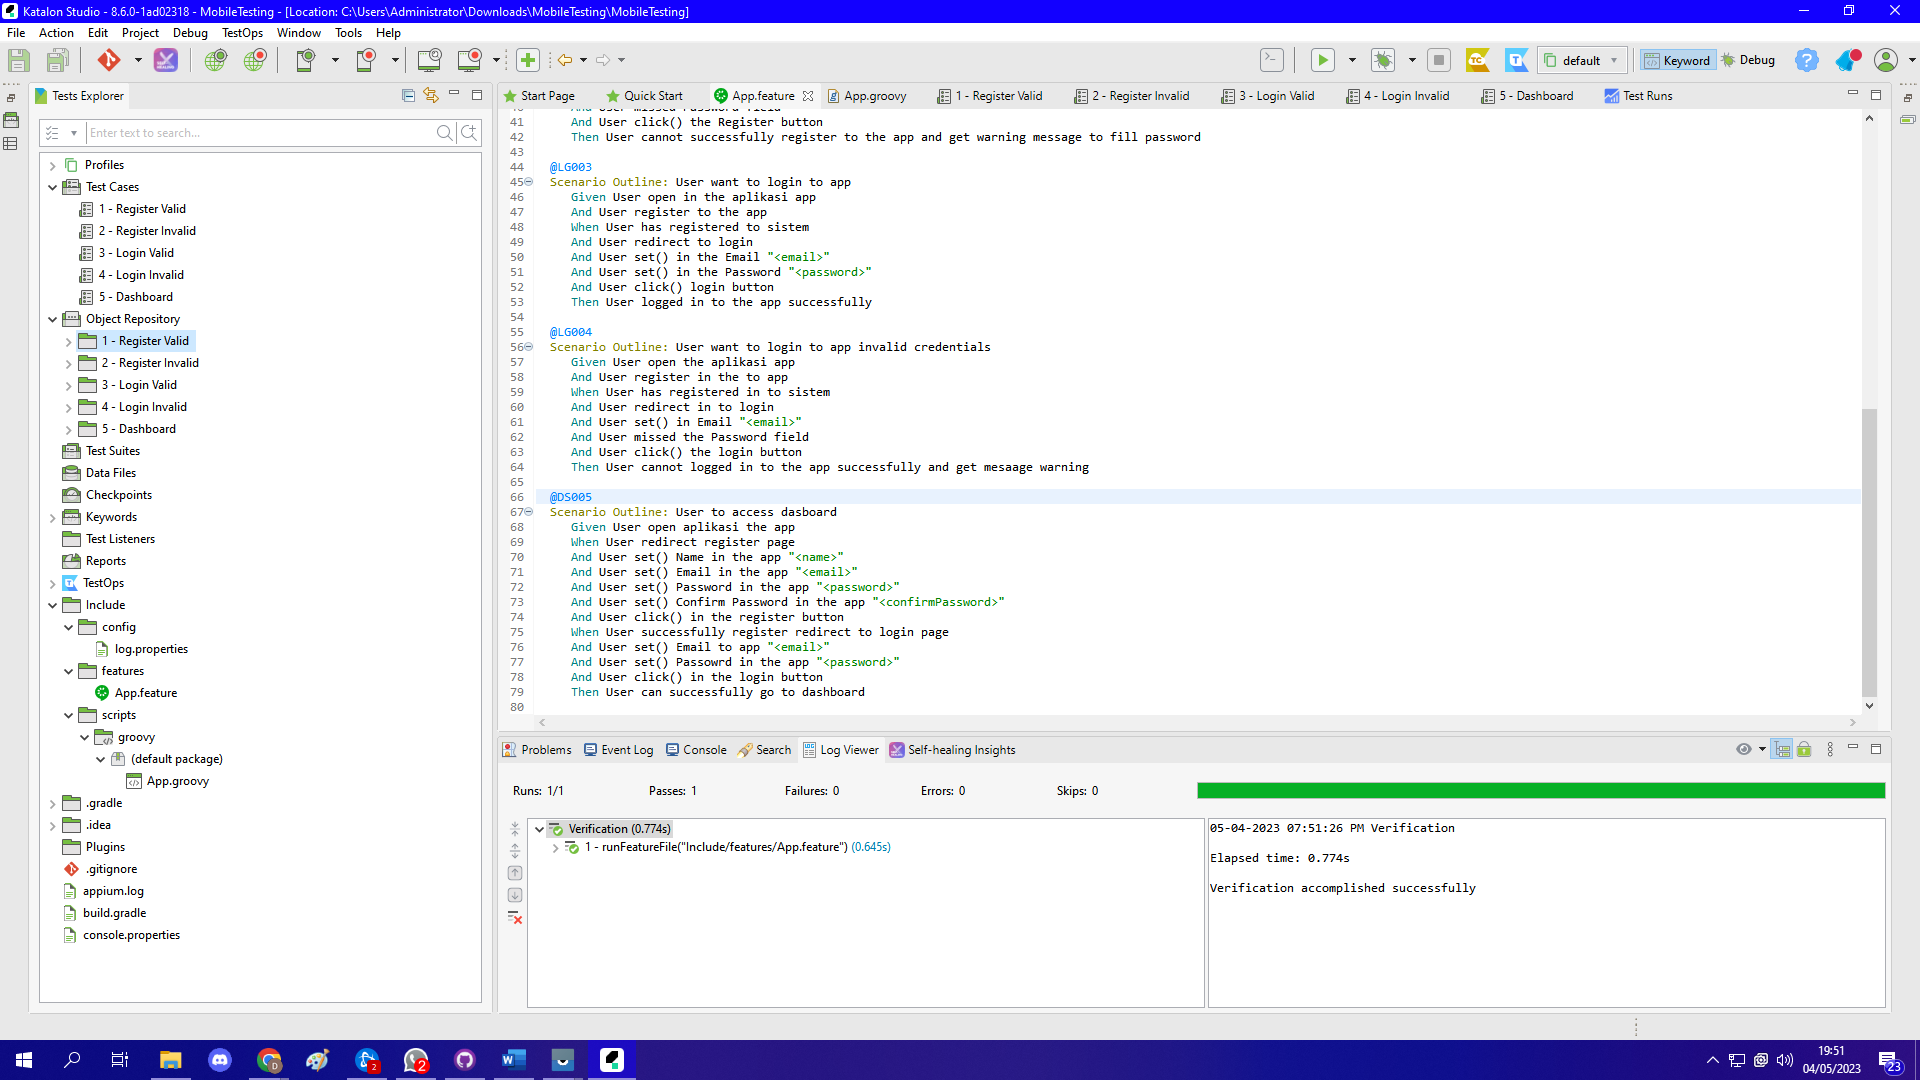 Katalon Studio - 8.6.0-1ad02318 - MobileTesting - [Location: C:\Users\Administrator\Downloads\MobileTesting\MobileTesting]
File Action Edit Project Debug TestOps Window Tools Help
default Keyword Debug
Tests Explorer
Enter text to search...
Profiles
Test Cases
1 - Register Valid
2 - Register Invalid
3 - Login Valid
4 - Login Invalid
5 - Dashboard
Object Repository
1 - Register Valid
2 - Register Invalid
3 - Login Valid
4 - Login Invalid
5 - Dashboard
Test Suites
Data Files
Checkpoints
Keywords
Test Listeners
Reports
TestOps
Include
config
log.properties
features
App.feature
scripts
groovy
(default package)
App.groovy
.gradle
.idea
Plugins
.gitignore
appium.log
build.gradle
console.properties
Start Page Quick Start App.feature App.groovy 1 - Register Valid 2 - Register Invalid 3 - Login Valid 4 - Login Invalid 5 - Dashboard Test Runs
40 And User missed Password field
41 And User click() the Register button
42 Then User cannot successfully register to the app and get warning message to fill password
43
44 @LG003
45 Scenario Outline: User want to login to app
46 Given User open in the aplikasi app
47 And User register to the app
48 When User has registered to sistem
49 And User redirect to login
50 And User set() in the Email "<email>"
51 And User set() in the Password "<password>"
52 And User click() login button
53 Then User logged in to the app successfully
54
55 @LG004
56 Scenario Outline: User want to login to app invalid credentials
57 Given User open the aplikasi app
58 And User register in the to app
59 When User has registered in to sistem
60 And User redirect in to login
61 And User set() in Email "<email>"
62 And User missed the Password field
63 And User click() the login button
64 Then User cannot logged in to the app successfully and get mesaage warning
65
66 @DS005
67 Scenario Outline: User to access dasboard
68 Given User open aplikasi the app
69 When User redirect register page
70 And User set() Name in the app "<name>"
71 And User set() Email in the app "<email>"
72 And User set() Password in the app "<password>"
73 And User set() Confirm Password in the app "<confirmPassword>"
74 And User click() in the register button
75 When User successfully register redirect to login page
76 And User set() Email to app "<email>"
77 And User set() Passowrd in the app "<password>"
78 And User click() in the login button
79 Then User can successfully go to dashboard
80
Problems Event Log Console Search Log Viewer Self-healing Insights
Runs: 1/1 Passes: 1 Failures: 0 Errors: 0 Skips: 0
Verification (0.774s)
1 - runFeatureFile("Include/features/App.feature") (0.645s)
05-04-2023 07:51:26 PM Verification
Elapsed time: 0.774s
Verification accomplished successfully
19:51
04/05/2023
23